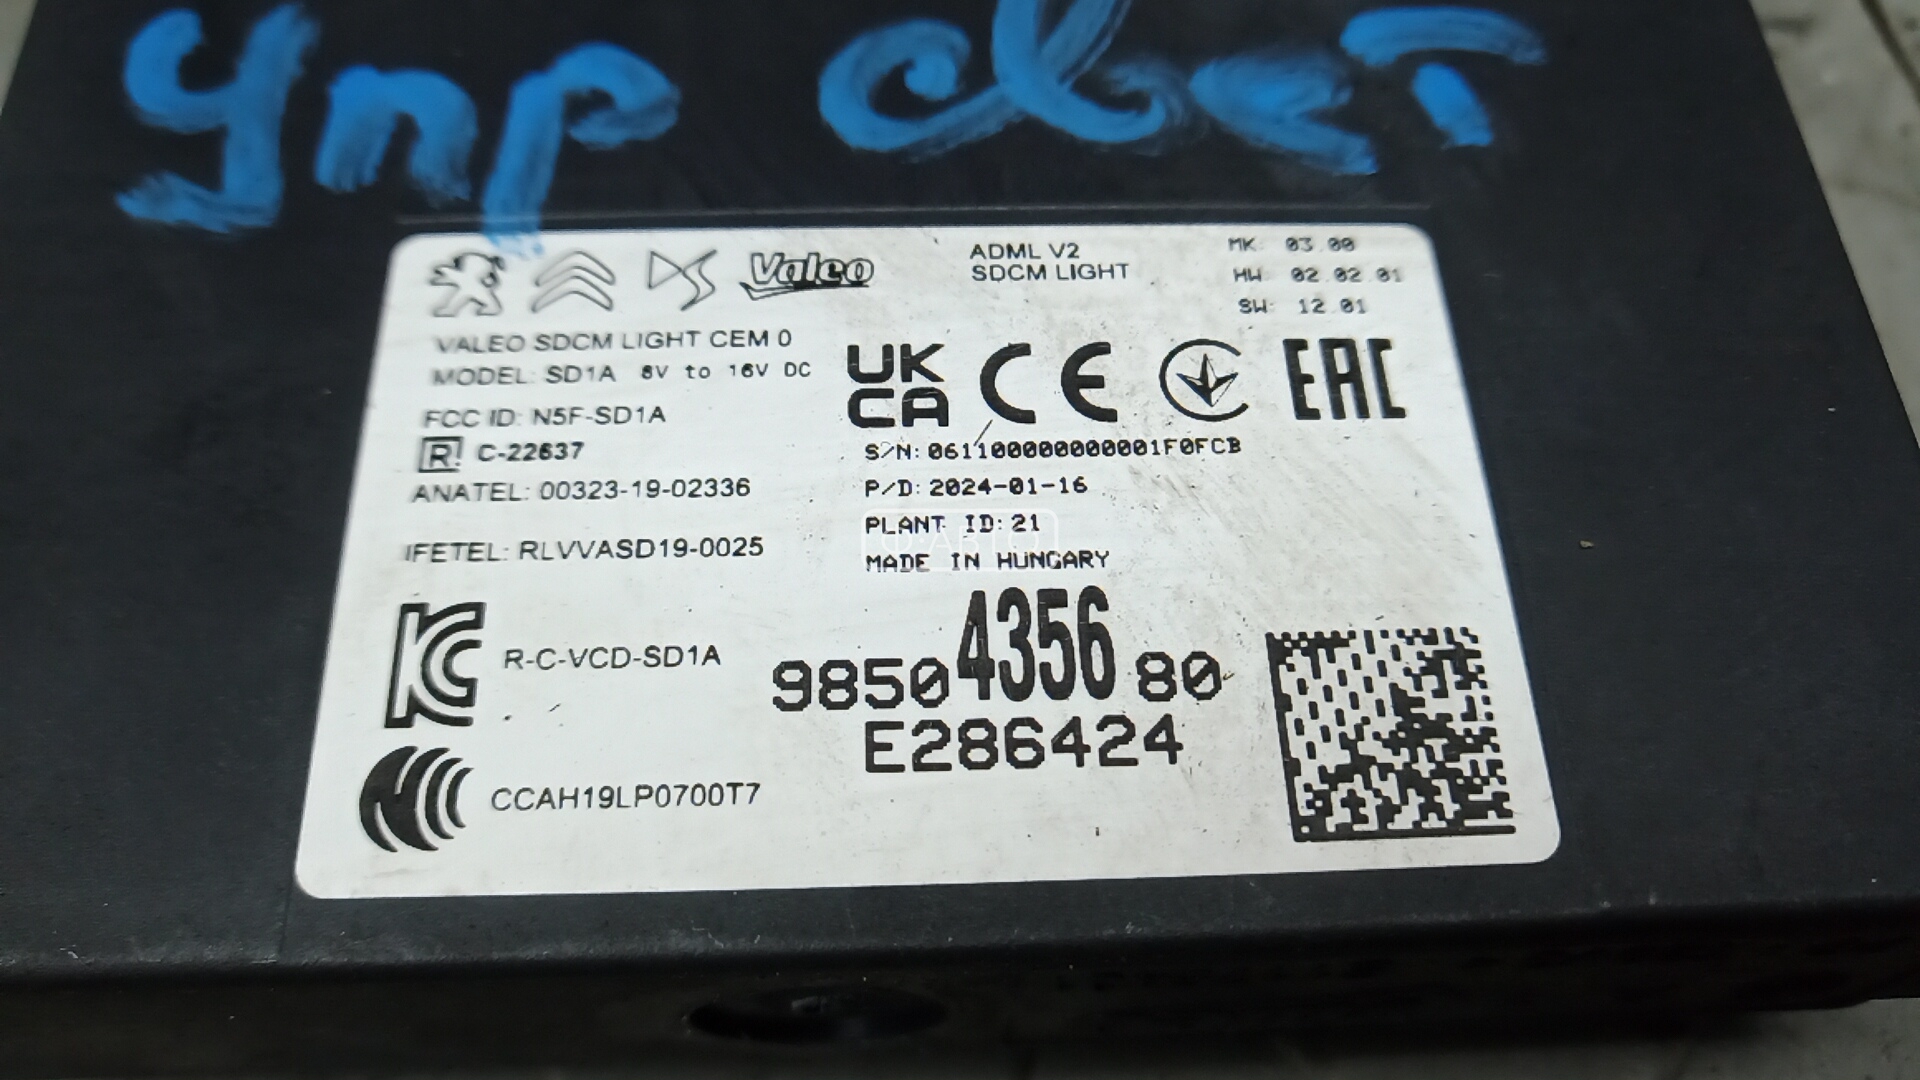 упр свет
Valeo
ADML V2
SDCM LIGHT
MK: 03.00
HW: 02.02.01
SW: 12.01
VALEO SDCM LIGHT CEM 0
MODEL: SD1A 8V to 16V DC
FCC ID: N5F-SD1A
R C-22637
ANATEL: 00323-19-02336
IFETEL: RLVVASD19-0025
R-C-VCD-SD1A
CCAH19LP0700T7
UK
CA
CE
EAC
S/N: 061100000000001F0FCB
P/D: 2024-01-16
PLANT ID: 21
MADE IN HUNGARY
9850435680
E286424